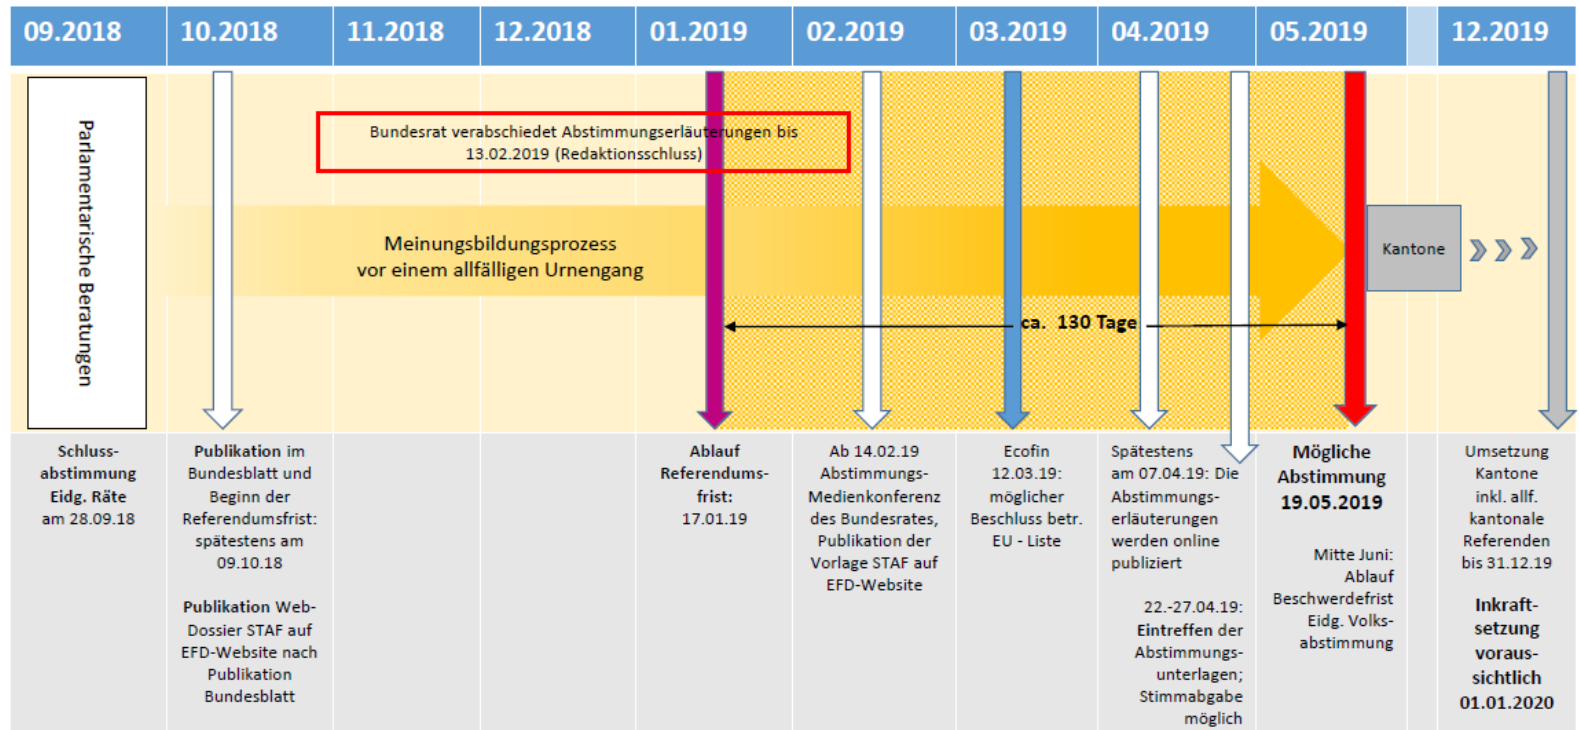 09.2018
10.2018
11.2018
12.2018
01.2019
02.2019
03.2019
04.2019
05.2019
12.2019
Parlamentarische Beratungen
Bundesrat verabschiedet Abstimmungserläuterungen bis
13.02.2019 (Redaktionsschluss)
Meinungsbildungsprozess
vor einem allfälligen Urnengang
Kantone
ca. 130 Tage
Schluss-
abstimmung
Eidg. Räte
am 28.09.18
Publikation im
Bundesblatt und
Beginn der
Referendumsfrist:
spätestens am
09.10.18
Publikation Web-
Dossier STAF auf
EFD-Website nach
Publikation
Bundesblatt
Ablauf
Referendums-
frist:
17.01.19
Ab 14.02.19
Abstimmungs-
Medienkonferenz
des Bundesrates,
Publikation der
Vorlage STAF auf
EFD-Website
Ecofin
12.03.19:
möglicher
Beschluss betr.
EU - Liste
Spätestens
am 07.04.19: Die
Abstimmungs-
erläuterungen
werden online
publiziert
22.-27.04.19:
Eintreffen der
Abstimmungs-
unterlagen;
Stimmabgabe
möglich
Mögliche
Abstimmung
19.05.2019
Mitte Juni:
Ablauf
Beschwerdefrist
Eidg. Volks-
abstimmung
Umsetzung
Kantone
inkl. allf.
kantonale
Referenden
bis 31.12.19
Inkraft-
setzung
voraus-
sichtlich
01.01.2020